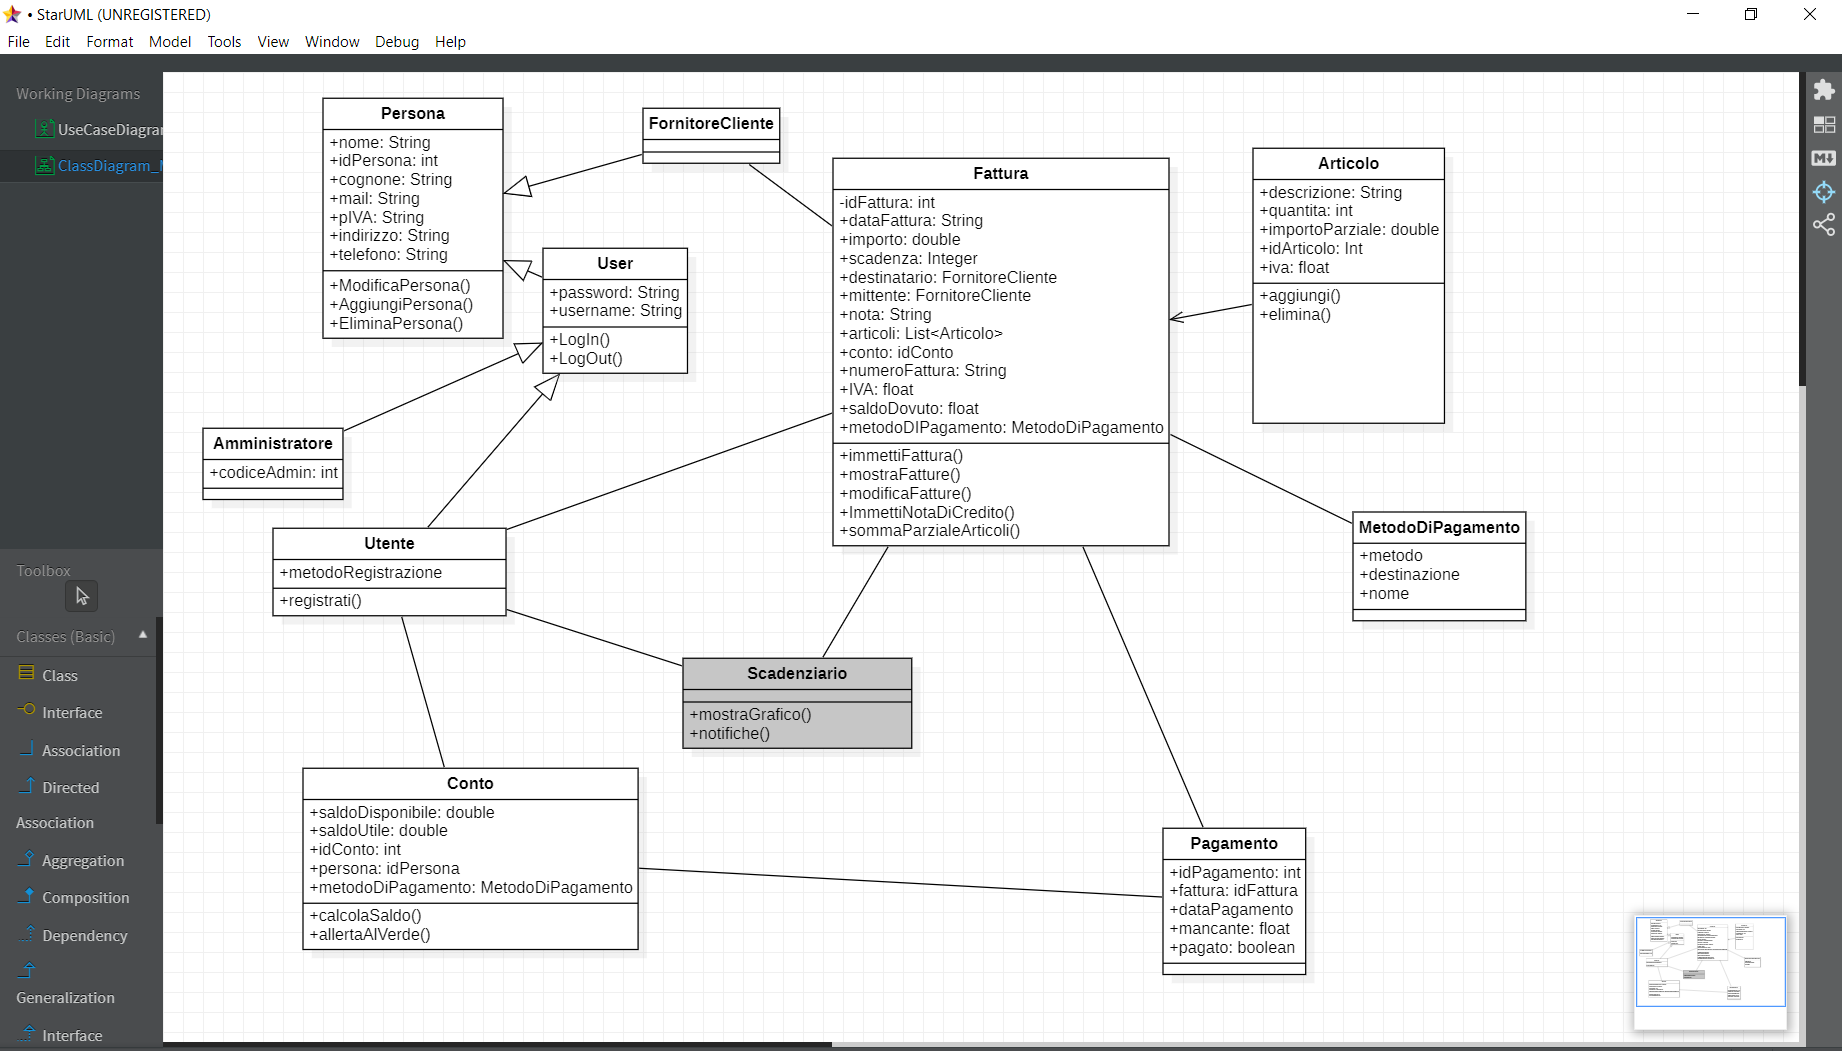 • StarUML (UNREGISTERED)
File Edit Format Model Tools View Window Debug Help
Working Diagrams
UseCaseDiagra
ClassDiagram_
Toolbox
Classes (Basic)
Class
Interface
Association
Directed
Association
Aggregation
Composition
Dependency
Generalization
Interface
Persona
+nome: String
+idPersona: int
+cognone: String
+mail: String
+pIVA: String
+indirizzo: String
+telefono: String
+ModificaPersona()
+AggiungiPersona()
+EliminaPersona()
FornitoreCliente
User
+password: String
+username: String
+LogIn()
+LogOut()
Fattura
-idFattura: int
+dataFattura: String
+importo: double
+scadenza: Integer
+destinatario: FornitoreCliente
+mittente: FornitoreCliente
+nota: String
+articoli: List<Articolo>
+conto: idConto
+numeroFattura: String
+IVA: float
+saldoDovuto: float
+metodoDIPagamento: MetodoDiPagamento
+immettiFattura()
+mostraFatture()
+modificaFatture()
+ImmettiNotaDiCredito()
+sommaParzialeArticoli()
Articolo
+descrizione: String
+quantita: int
+importoParziale: double
+idArticolo: Int
+iva: float
+aggiungi()
+elimina()
Amministratore
+codiceAdmin: int
Utente
+metodoRegistrazione
+registrati()
MetodoDiPagamento
+metodo
+destinazione
+nome
Scadenziario
+mostraGrafico()
+notifiche()
Conto
+saldoDisponibile: double
+saldoUtile: double
+idConto: int
+persona: idPersona
+metodoDiPagamento: MetodoDiPagamento
+calcolaSaldo()
+allertaAlVerde()
Pagamento
+idPagamento: int
+fattura: idFattura
+dataPagamento
+mancante: float
+pagato: boolean